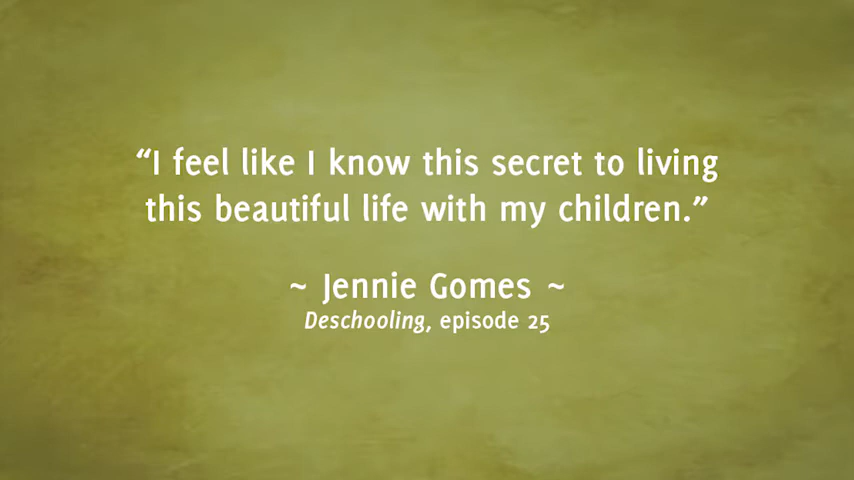 “I feel like I know this secret to living
this beautiful life with my children.”
~ Jennie Gomes ~
Deschooling, episode 25